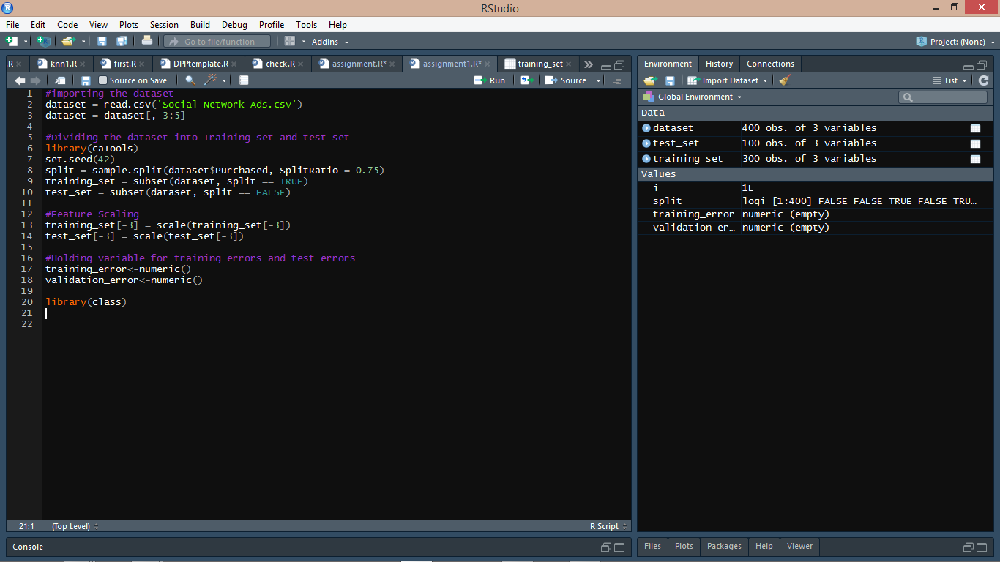 RStudio
File Edit Code View Plots Session Build Debug Profile Tools Help
Go to file/function Addins Project: (None)
.R knn1.R first.R DPPtemplate.R check.R assignment.R* assignment1.R* training_set
Source on Save Run Source
1 #importing the dataset
2 dataset = read.csv('Social_Network_Ads.csv')
3 dataset = dataset[, 3:5]
4
5 #Dividing the dataset into Training set and test set
6 library(caTools)
7 set.seed(42)
8 split = sample.split(dataset$Purchased, SplitRatio = 0.75)
9 training_set = subset(dataset, split == TRUE)
10 test_set = subset(dataset, split == FALSE)
11
12 #Feature Scaling
13 training_set[-3] = scale(training_set[-3])
14 test_set[-3] = scale(test_set[-3])
15
16 #Holding variable for training errors and test errors
17 training_error<-numeric()
18 validation_error<-numeric()
19
20 library(class)
21
22
21:1 (Top Level) R Script
Console
Environment History Connections
Import Dataset List
Global Environment
Data
dataset 400 obs. of 3 variables
test_set 100 obs. of 3 variables
training_set 300 obs. of 3 variables
Values
i 1L
split logi [1:400] FALSE FALSE TRUE FALSE TRU…
training_error numeric (empty)
validation_er… numeric (empty)
Files Plots Packages Help Viewer